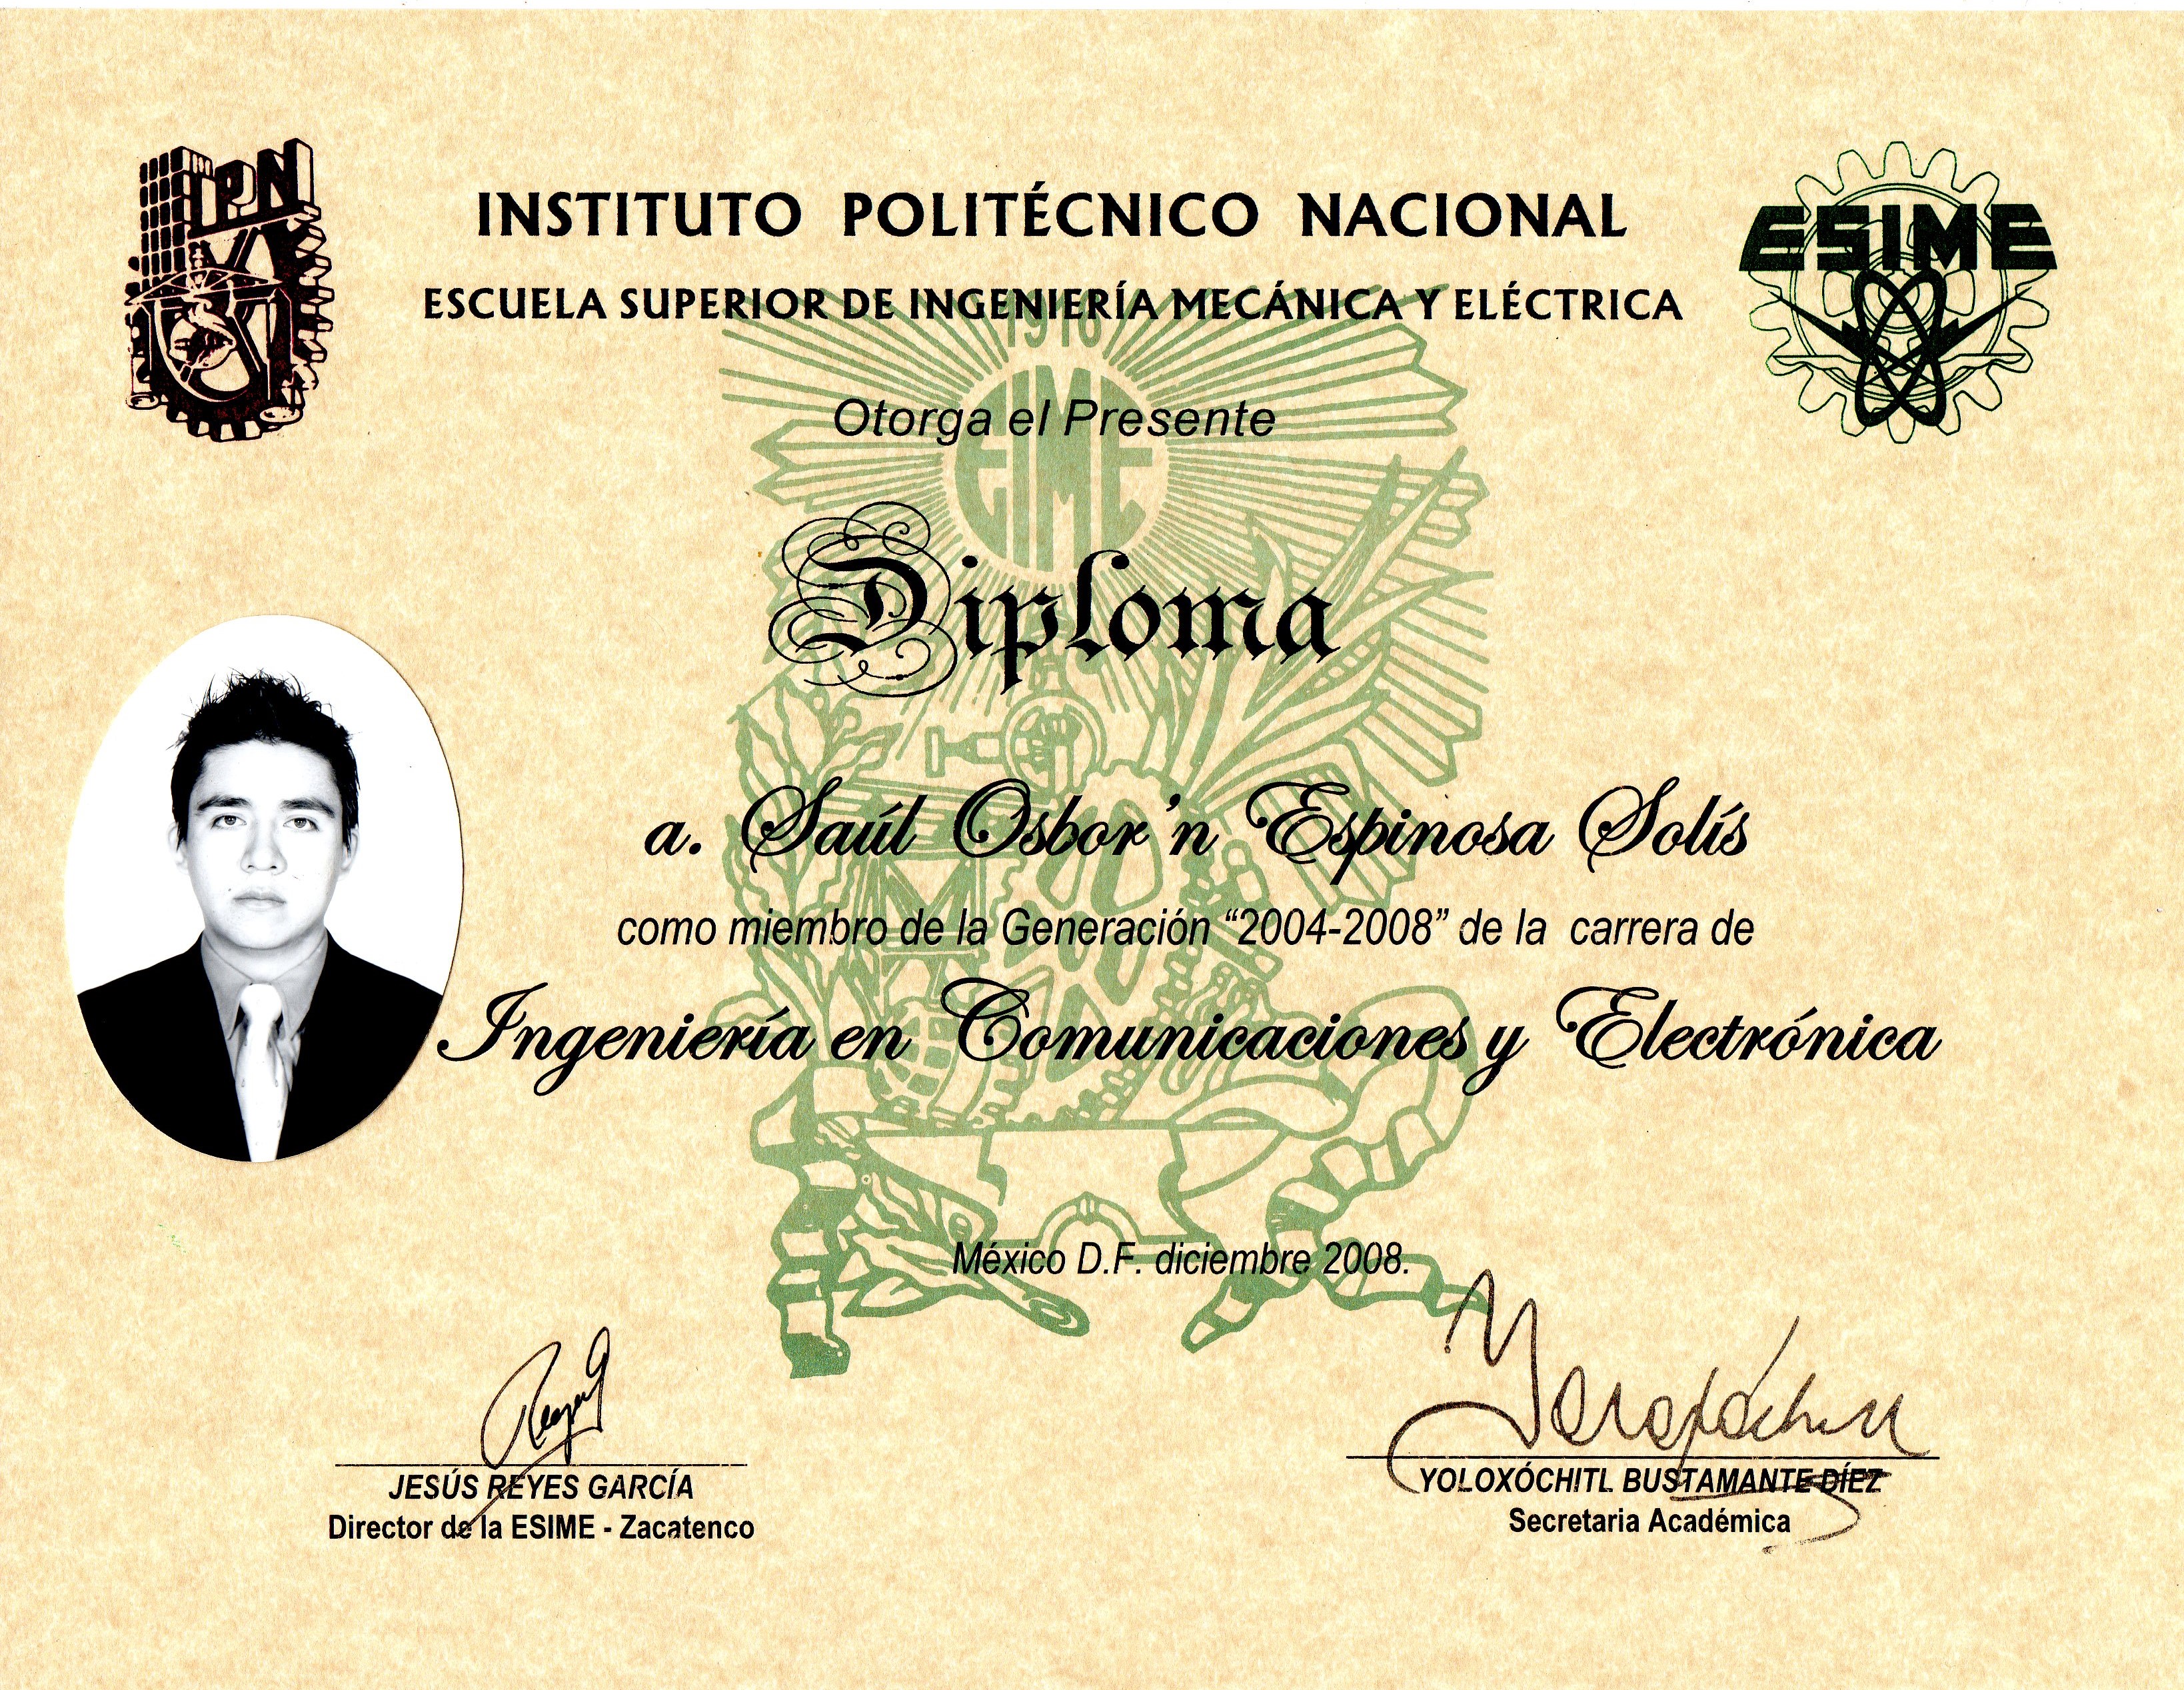 IPN
INSTITUTO POLITÉCNICO NACIONAL
ESIME
ESCUELA SUPERIOR DE INGENIERÍA MECÁNICA Y ELÉCTRICA
1916
Otorga el Presente
EIME
Diploma
a. Saúl Osbor'n Espinosa Solís
como miembro de la Generación “2004-2008” de la carrera de
Ingeniería en Comunicaciones y Electrónica
México D.F. diciembre 2008.
JESÚS REYES GARCÍA
Director de la ESIME - Zacatenco
YOLOXÓCHITL BUSTAMANTE DÍEZ
Secretaria Académica